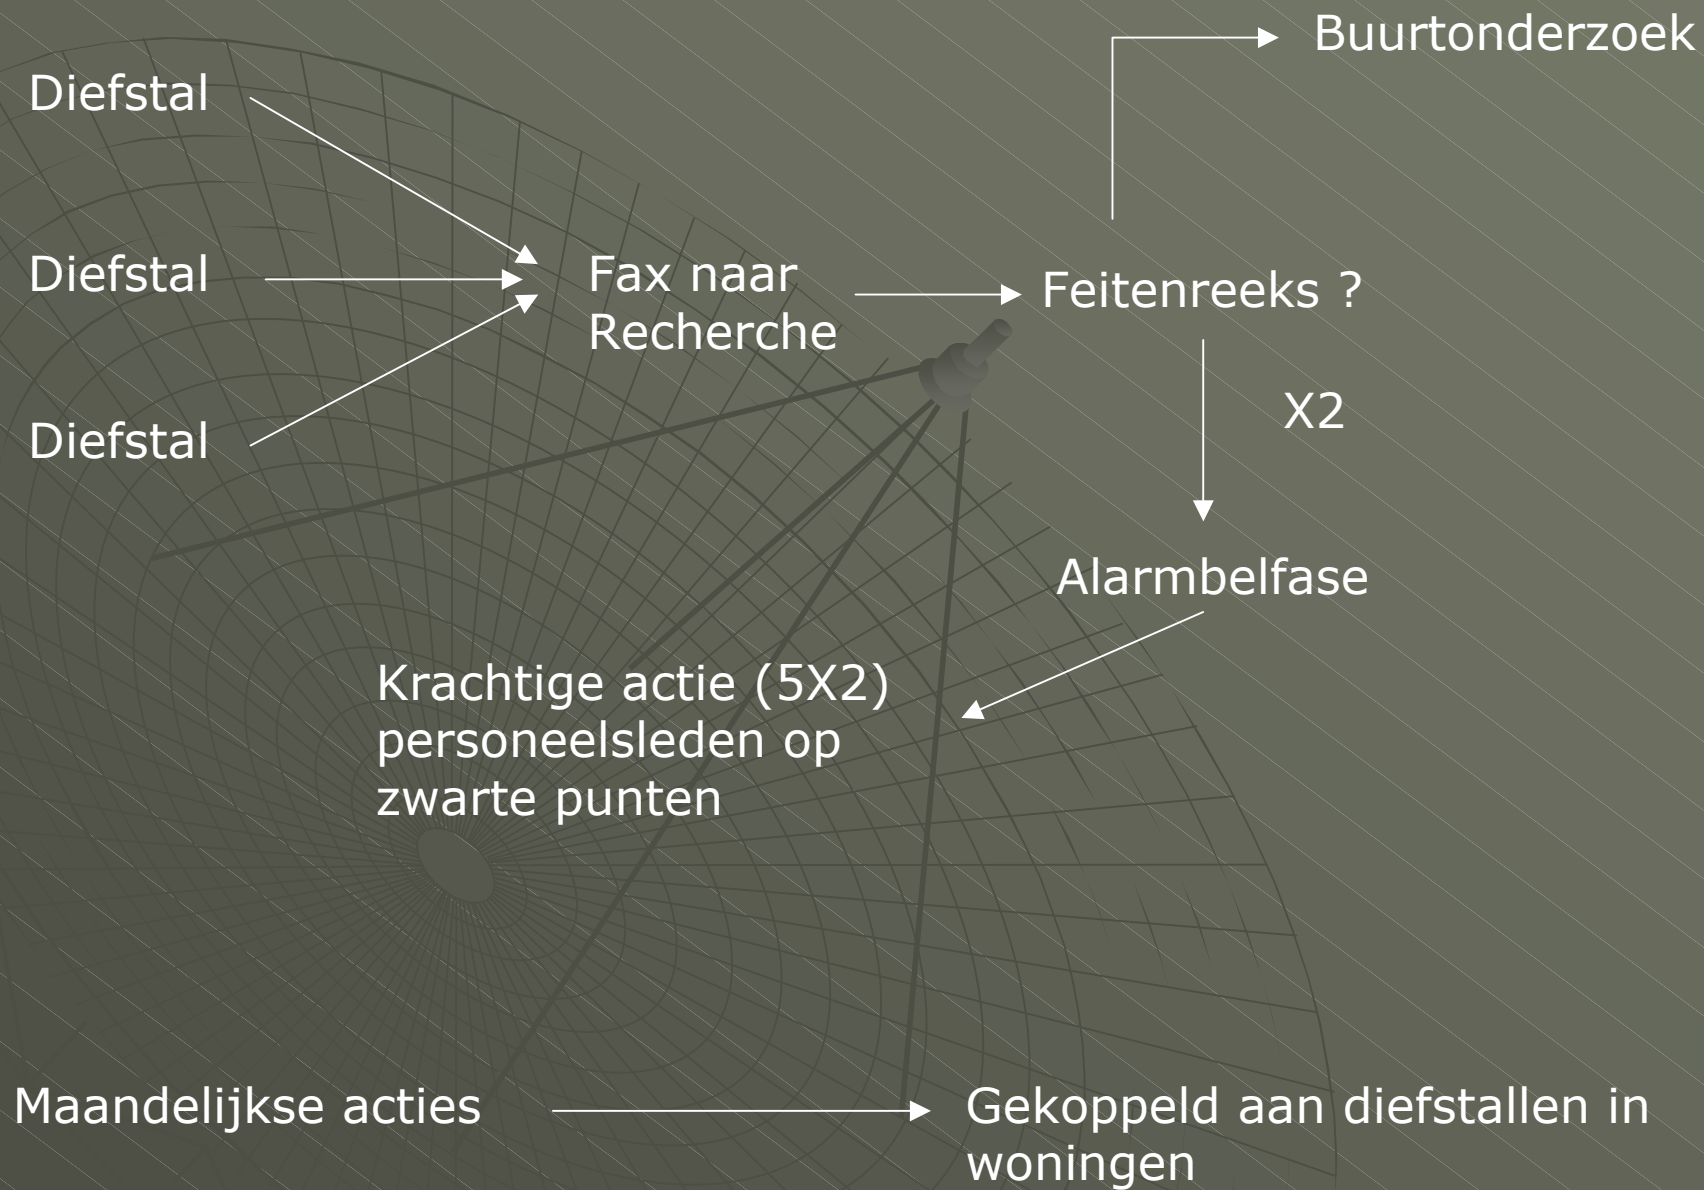 Buurtonderzoek
Diefstal
Diefstal
Fax naar
Recherche
Feitenreeks ?
X2
Diefstal
Alarmbelfase
Krachtige actie (5X2)
personeelsleden op
zwarte punten
Maandelijkse acties
Gekoppeld aan diefstallen in
woningen